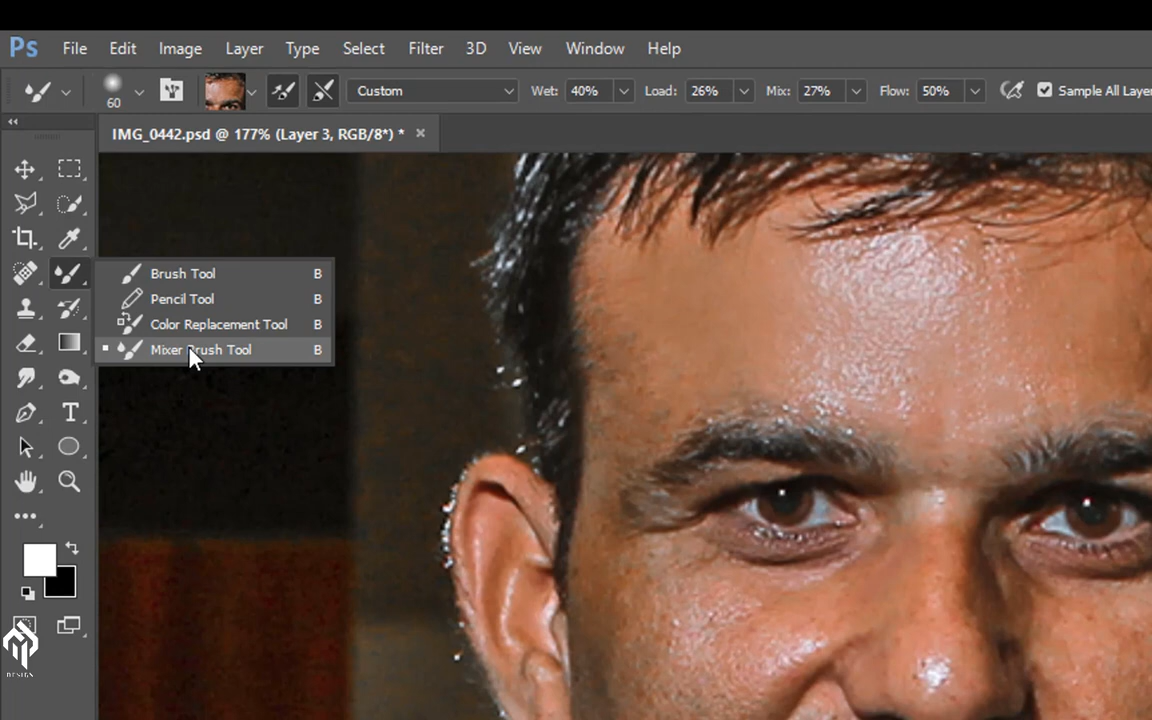 Ps File Edit Image Layer Type Select Filter 3D View Window Help
60 Custom Wet: 40% Load: 26% Mix: 27% Flow: 50% Sample All Layer
IMG_0442.psd @ 177% (Layer 3, RGB/8*) *
Brush Tool B
Pencil Tool B
Color Replacement Tool B
Mixer Brush Tool B
T
DESIGN